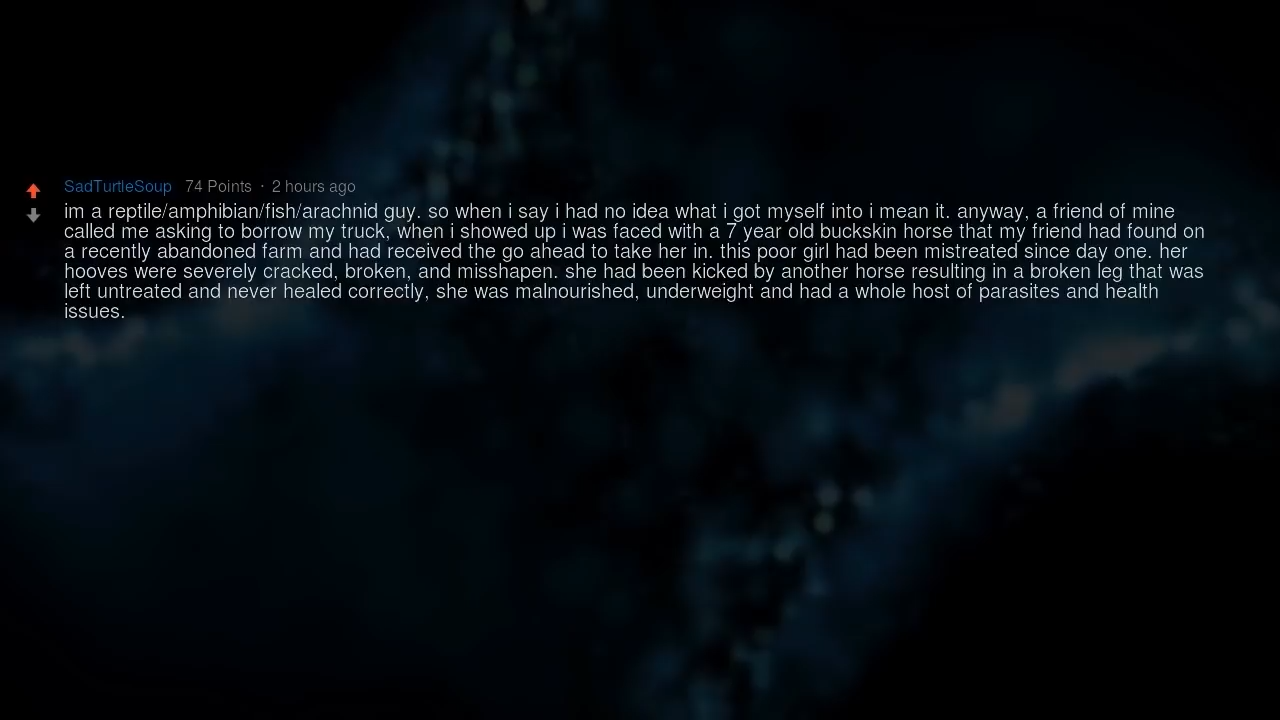 SadTurtleSoup 74 Points · 2 hours ago
im a reptile/amphibian/fish/arachnid guy. so when i say i had no idea what i got myself into i mean it. anyway, a friend of mine
called me asking to borrow my truck, when i showed up i was faced with a 7 year old buckskin horse that my friend had found on
a recently abandoned farm and had received the go ahead to take her in. this poor girl had been mistreated since day one. her
hooves were severely cracked, broken, and misshapen. she had been kicked by another horse resulting in a broken leg that was
left untreated and never healed correctly, she was malnourished, underweight and had a whole host of parasites and health
issues.